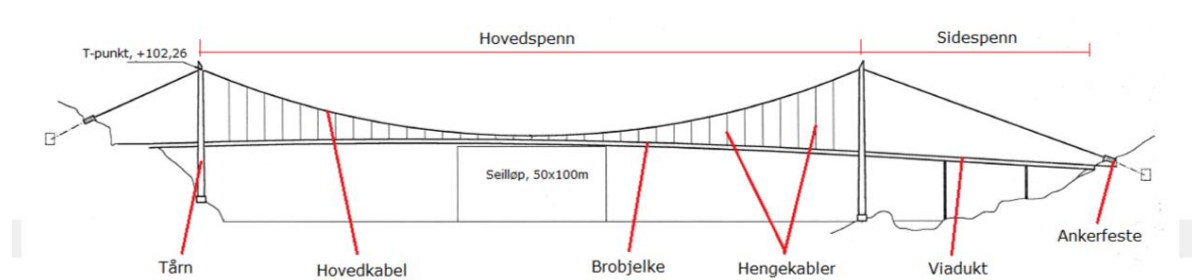 Hovedspenn
Sidespenn
T-punkt, +102,26
Seilløp, 50x100m
Ankerfeste
Tårn
Hovedkabel
Brobjelke
Hengekabler
Viadukt